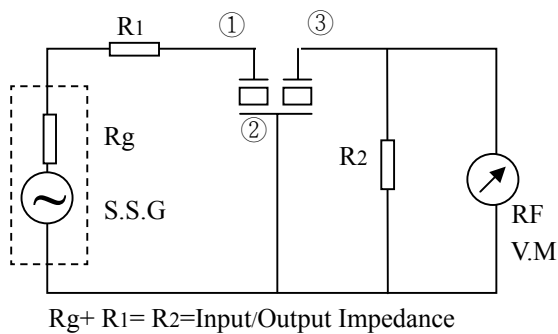 ① ③
R1
②
Rg
R2
S.S.G
RF
V.M
Rg+ R1= R2=Input/Output Impedance